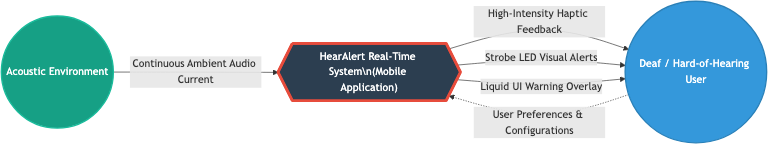 High-Intensity Haptic
Feedback
Acoustic Environment
Continuous Ambient Audio
Current
HearAlert Real-Time
System\n(Mobile
Application)
Strobe LED Visual Alerts
Liquid UI Warning Overlay
User Preferences &
Configurations
Deaf / Hard-of-Hearing
User